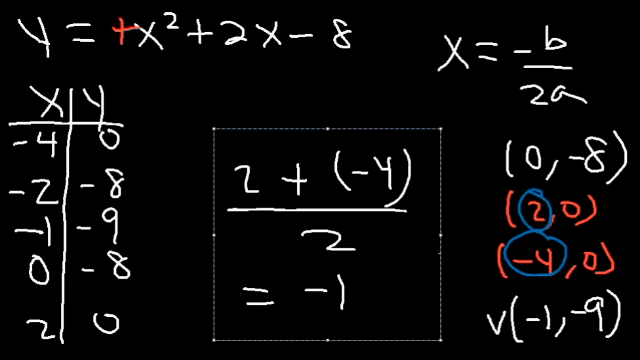 y = +x² + 2x - 8
x = -b/2a
x | y
-4 | 0
-2 | -8
-1 | -9
0 | -8
2 | 0
2 + (-4)
2
= -1
(0, -8)
(2, 0)
(-4, 0)
v(-1, -9)